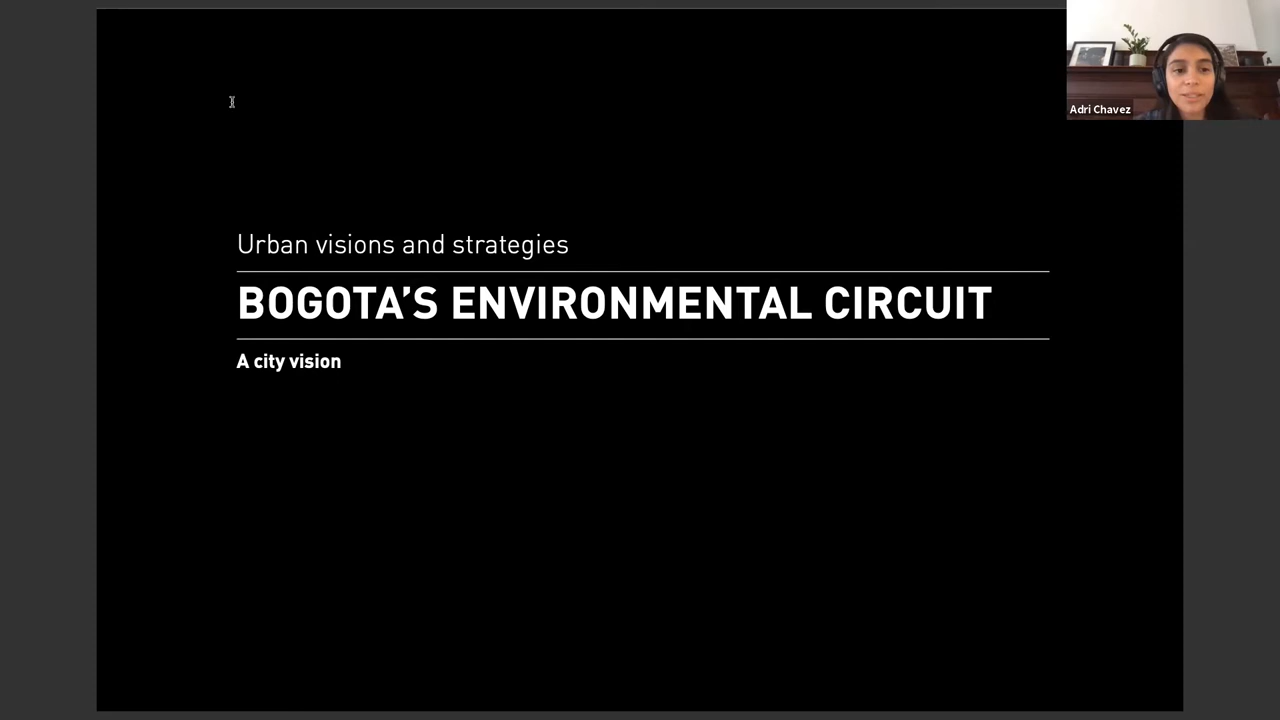 Adri Chavez
Urban visions and strategies
BOGOTA'S ENVIRONMENTAL CIRCUIT
A city vision